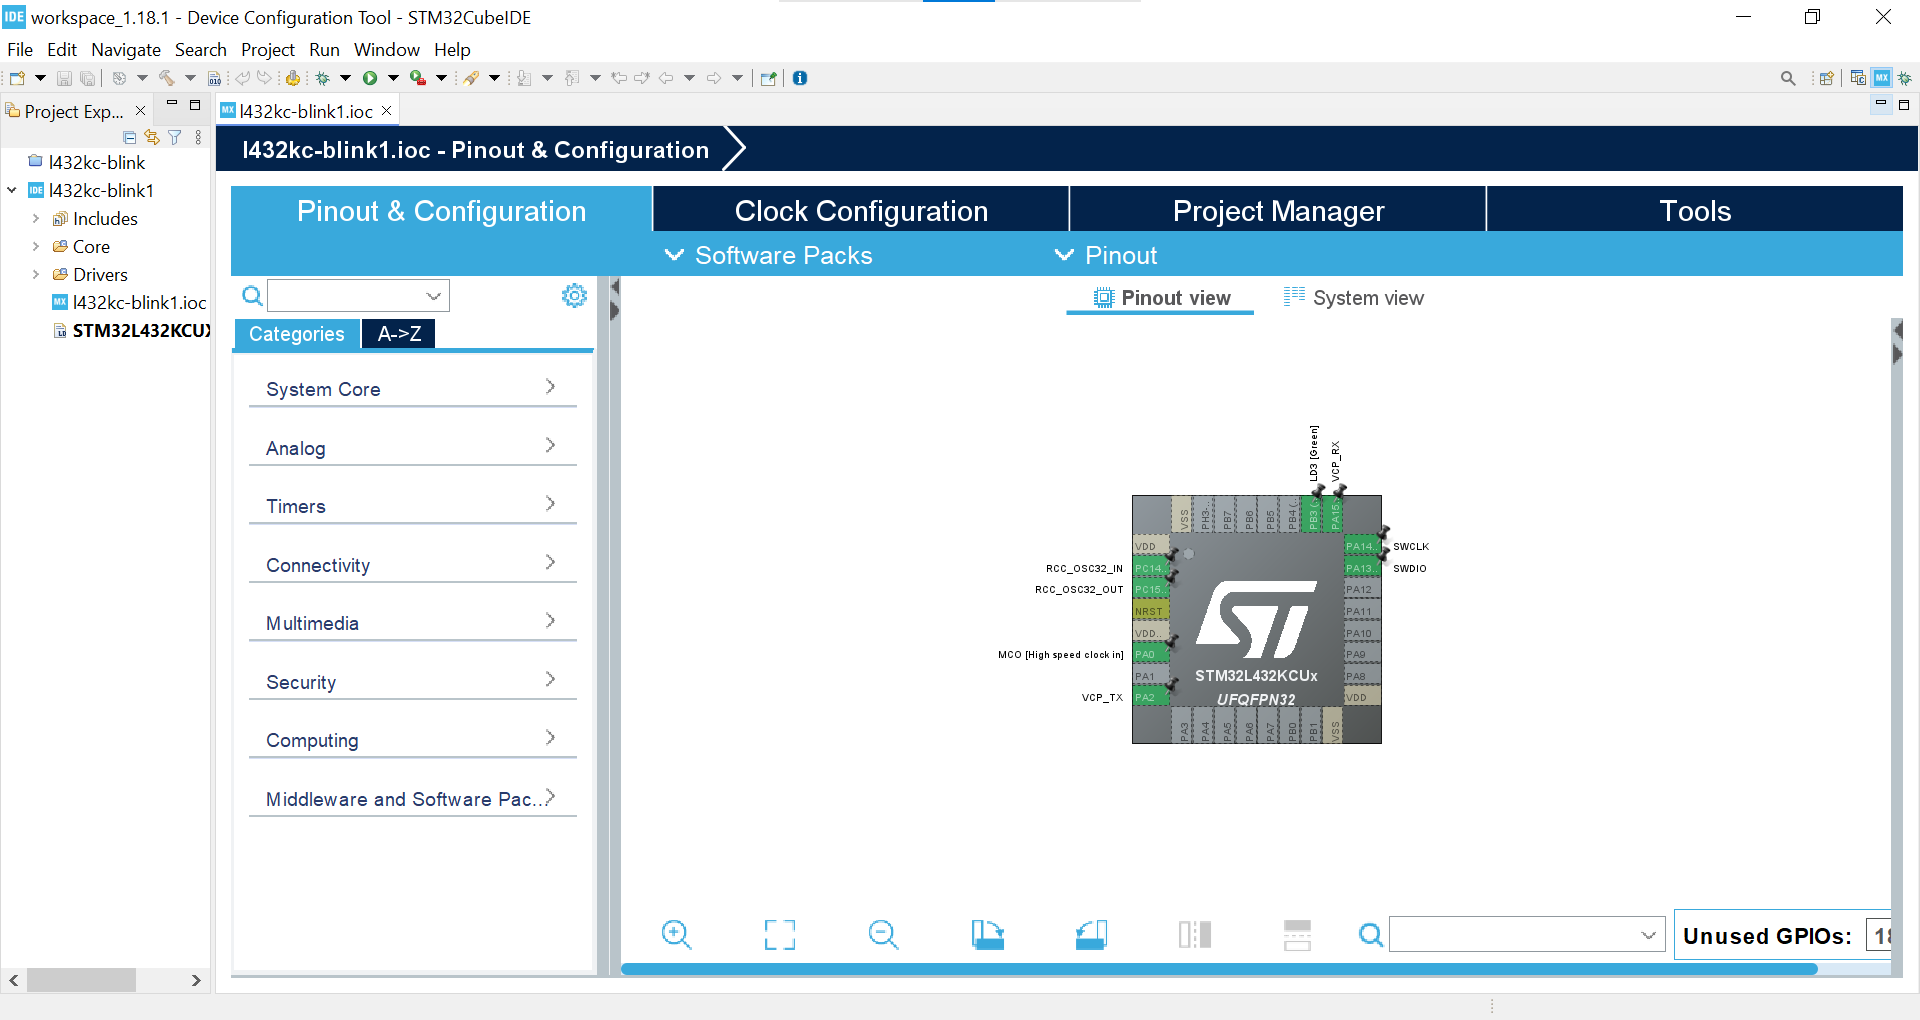 workspace_1.18.1 - Device Configuration Tool - STM32CubeIDE
File Edit Navigate Search Project Run Window Help
Project Exp...
l432kc-blink1.ioc
l432kc-blink
l432kc-blink1
Includes
Core
Drivers
l432kc-blink1.ioc
STM32L432KCU
l432kc-blink1.ioc - Pinout & Configuration
Pinout & Configuration
Clock Configuration
Project Manager
Tools
Software Packs
Pinout
Categories
A->Z
System Core
Analog
Timers
Connectivity
Multimedia
Security
Computing
Middleware and Software Pac...
Pinout view
System view
LD3 [Green]
VCP_RX
VSS
PH3-..
PB7
PB6
PB5
PB4 (..
PB3 (..
PA15..
VDD
PC14..
PC15..
NRST
VDD..
PA0
PA1
PA2
RCC_OSC32_IN
RCC_OSC32_OUT
MCO [High speed clock in]
VCP_TX
PA14..
PA13..
PA12
PA11
PA10
PA9
PA8
VDD
SWCLK
SWDIO
ST
STM32L432KCUx
UFQFPN32
PA3
PA4
PA5
PA6
PA7
PB0
PB1
VSS
Unused GPIOs: